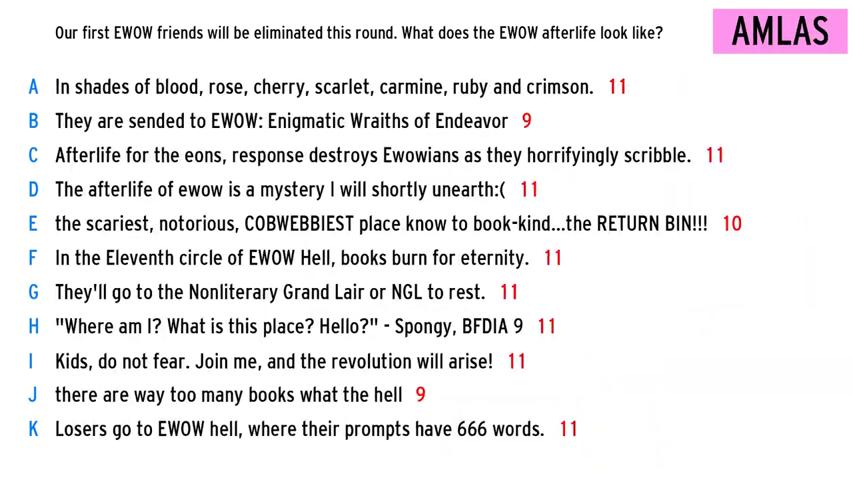 Our first EWOW friends will be eliminated this round. What does the EWOW afterlife look like?
AMLAS
A In shades of blood, rose, cherry, scarlet, carmine, ruby and crimson. 11
B They are sended to EWOW: Enigmatic Wraiths of Endeavor 9
C Afterlife for the eons, response destroys Ewowians as they horrifyingly scribble. 11
D The afterlife of ewow is a mystery I will shortly unearth:( 11
E the scariest, notorious, COBWEBBIEST place know to book-kind...the RETURN BIN!!! 10
F In the Eleventh circle of EWOW Hell, books burn for eternity. 11
G They'll go to the Nonliterary Grand Lair or NGL to rest. 11
H "Where am I? What is this place? Hello?" - Spongy, BFDIA 9 11
I Kids, do not fear. Join me, and the revolution will arise! 11
J there are way too many books what the hell 9
K Losers go to EWOW hell, where their prompts have 666 words. 11